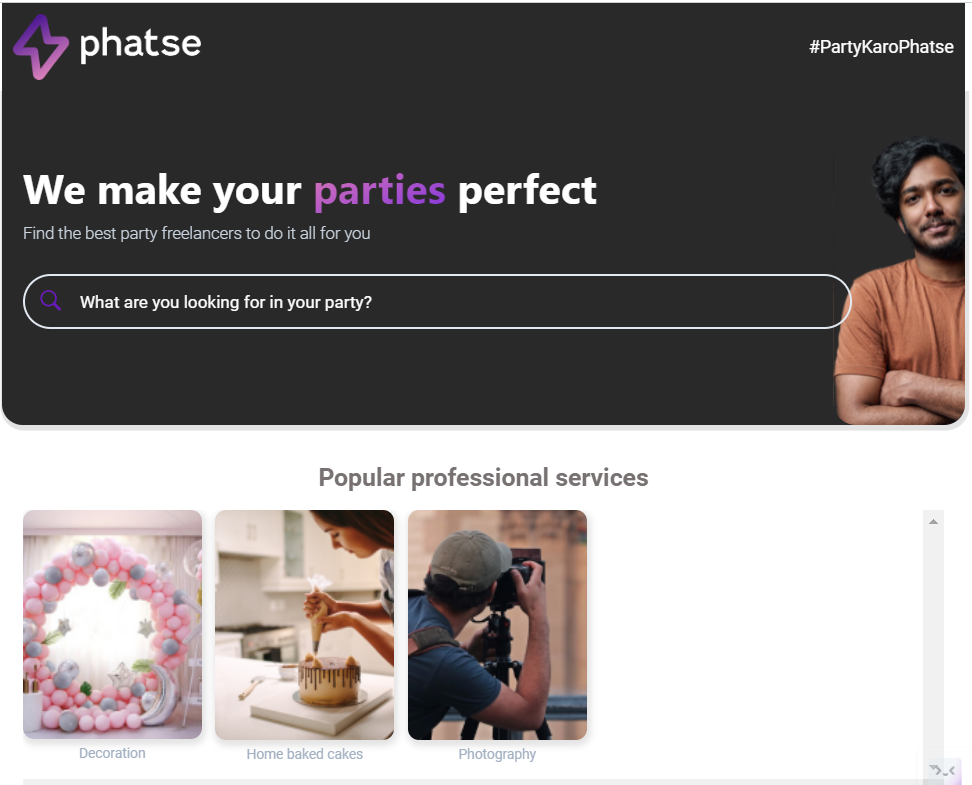 phatse
#PartyKaroPhatse
We make your parties perfect
Find the best party freelancers to do it all for you
What are you looking for in your party?
Popular professional services
Decoration
Home baked cakes
Photography